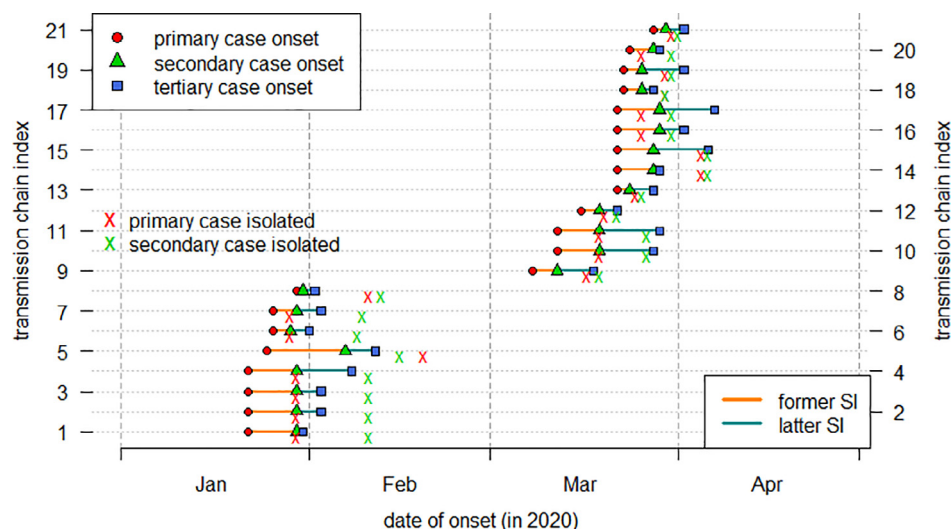 primary case onset
secondary case onset
tertiary case onset
primary case isolated
secondary case isolated
former SI
latter SI
transmission chain index
21
19
17
15
13
11
9
7
5
3
1
transmission chain index
20
18
16
14
12
10
8
6
4
2
Jan Feb Mar Apr
date of onset (in 2020)